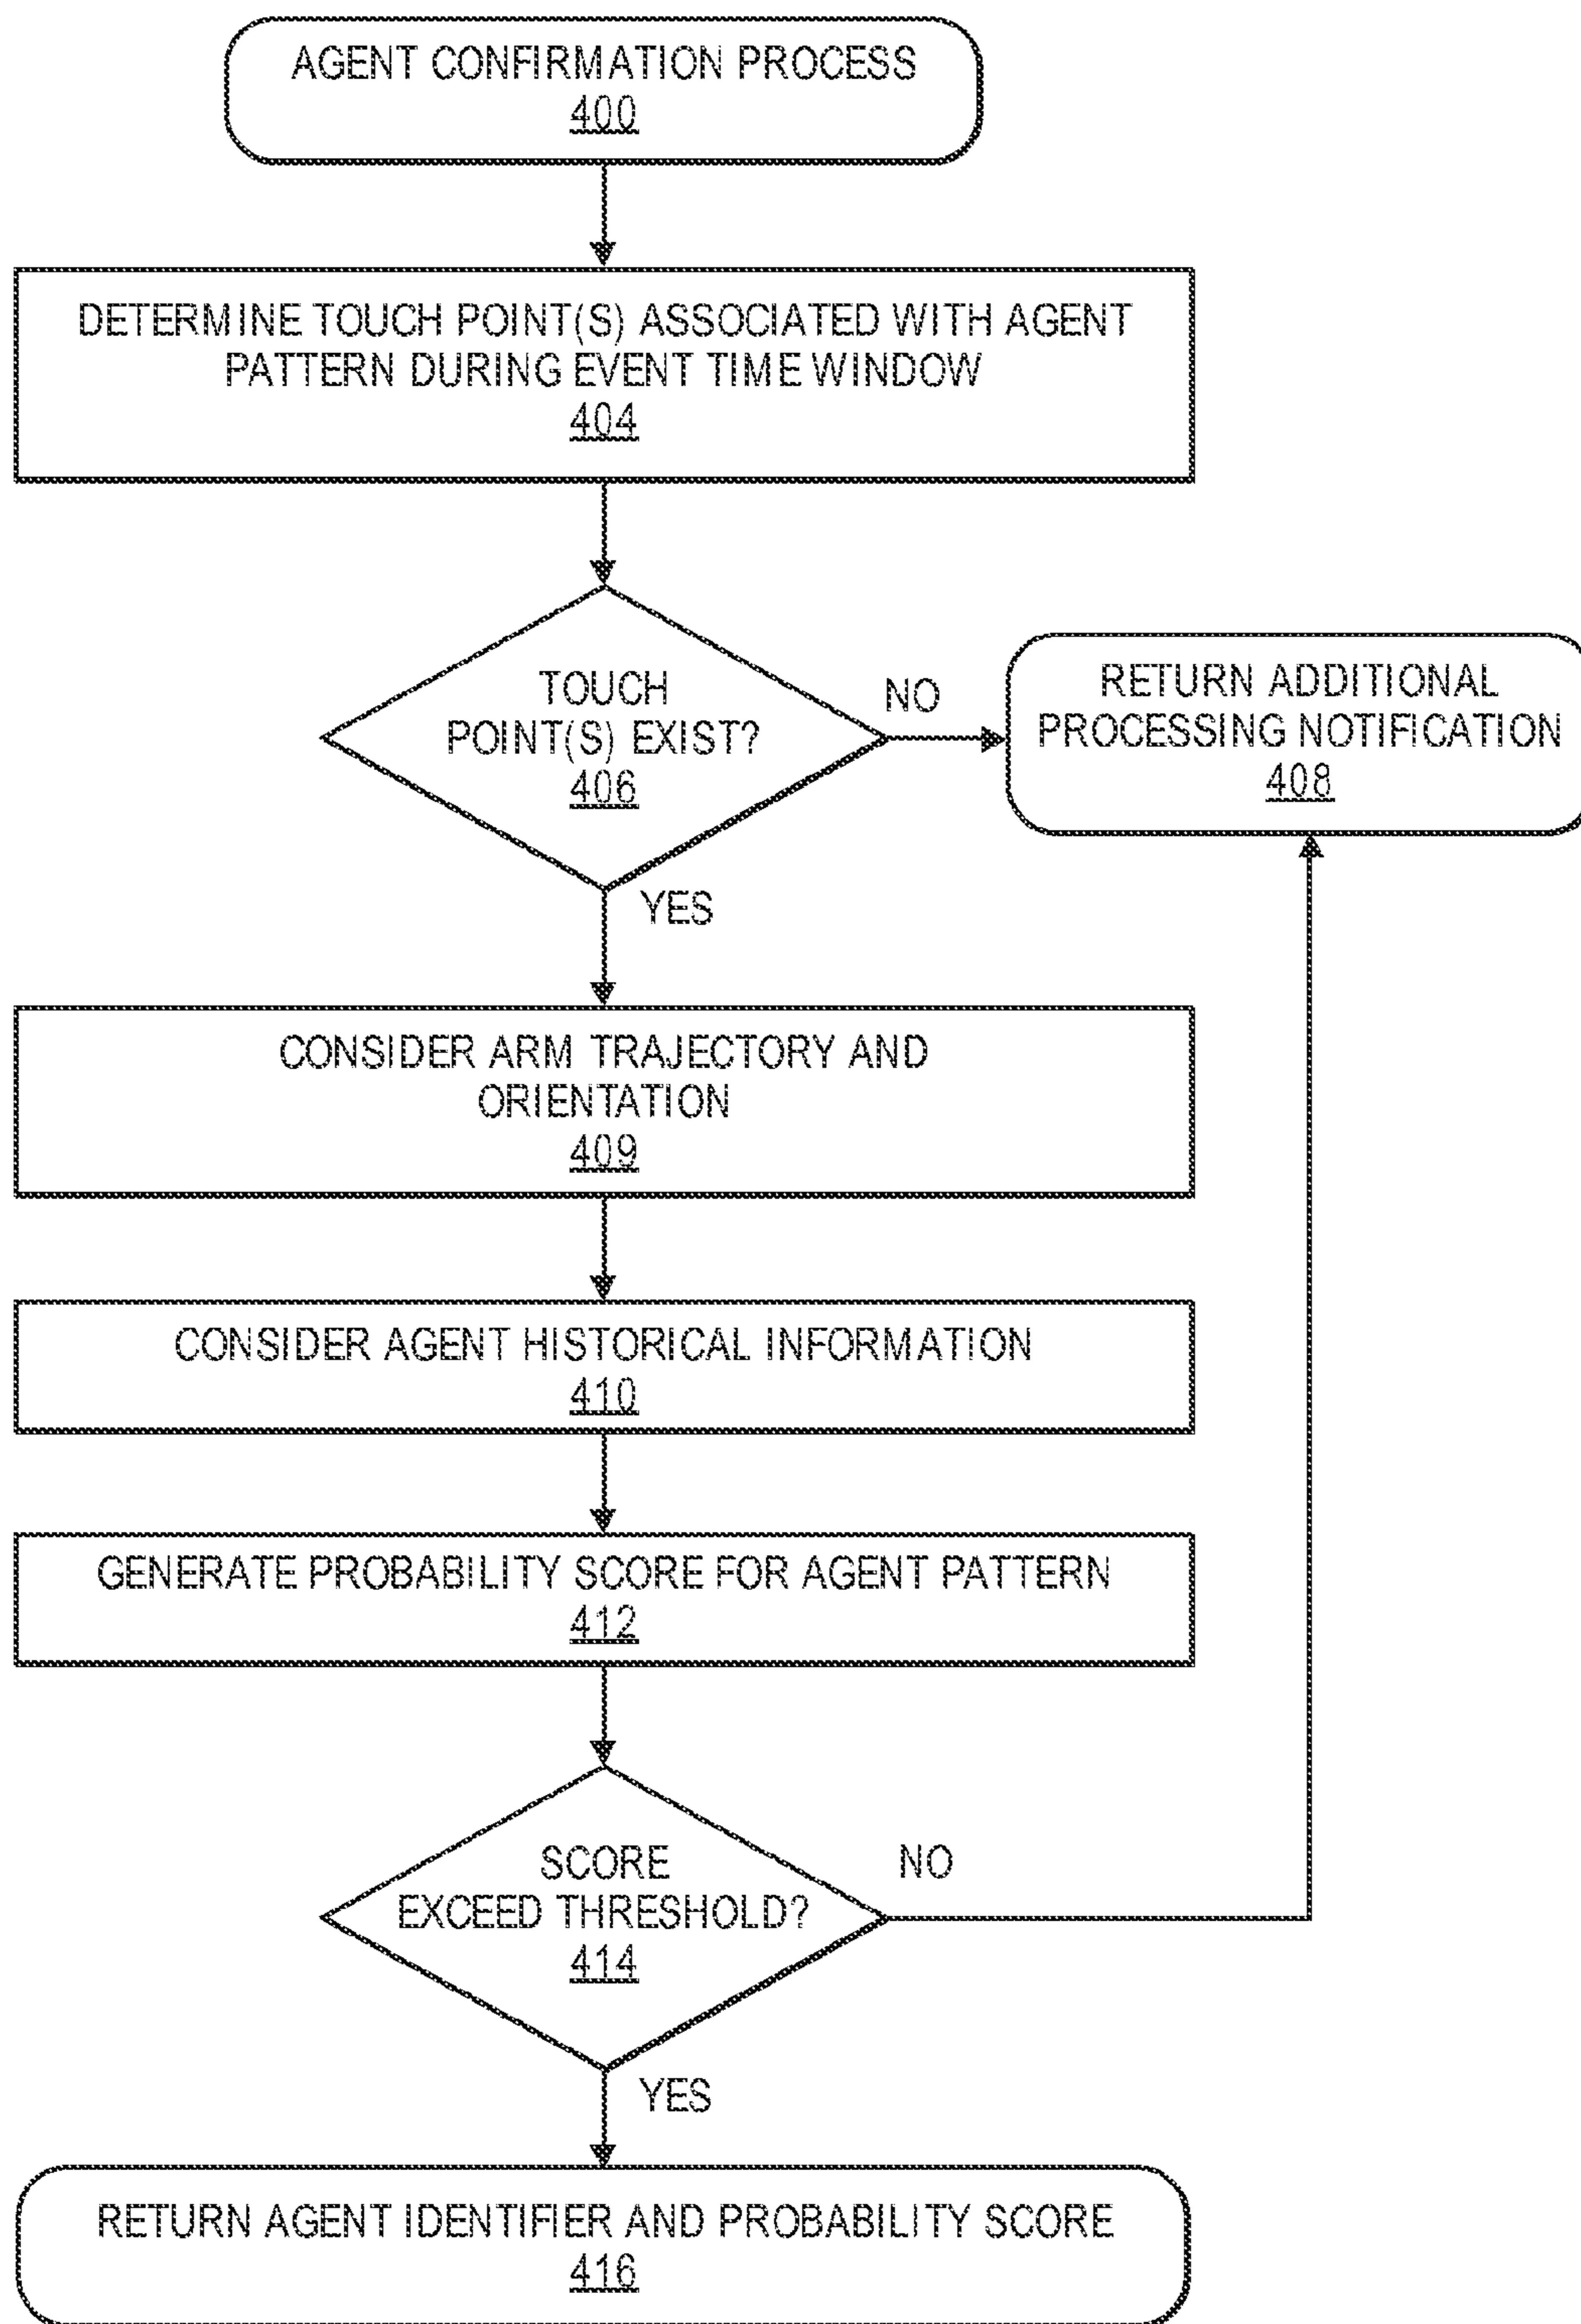 AGENT CONFIRMATION PROCESS
400
DETERMINE TOUCH POINT(S) ASSOCIATED WITH AGENT
PATTERN DURING EVENT TIME WINDOW
404
TOUCH
POINT(S) EXIST?
406
NO
RETURN ADDITIONAL
PROCESSING NOTIFICATION
408
YES
CONSIDER ARM TRAJECTORY AND
ORIENTATION
409
CONSIDER AGENT HISTORICAL INFORMATION
410
GENERATE PROBABILITY SCORE FOR AGENT PATTERN
412
SCORE
EXCEED THRESHOLD?
414
NO
YES
RETURN AGENT IDENTIFIER AND PROBABILITY SCORE
416